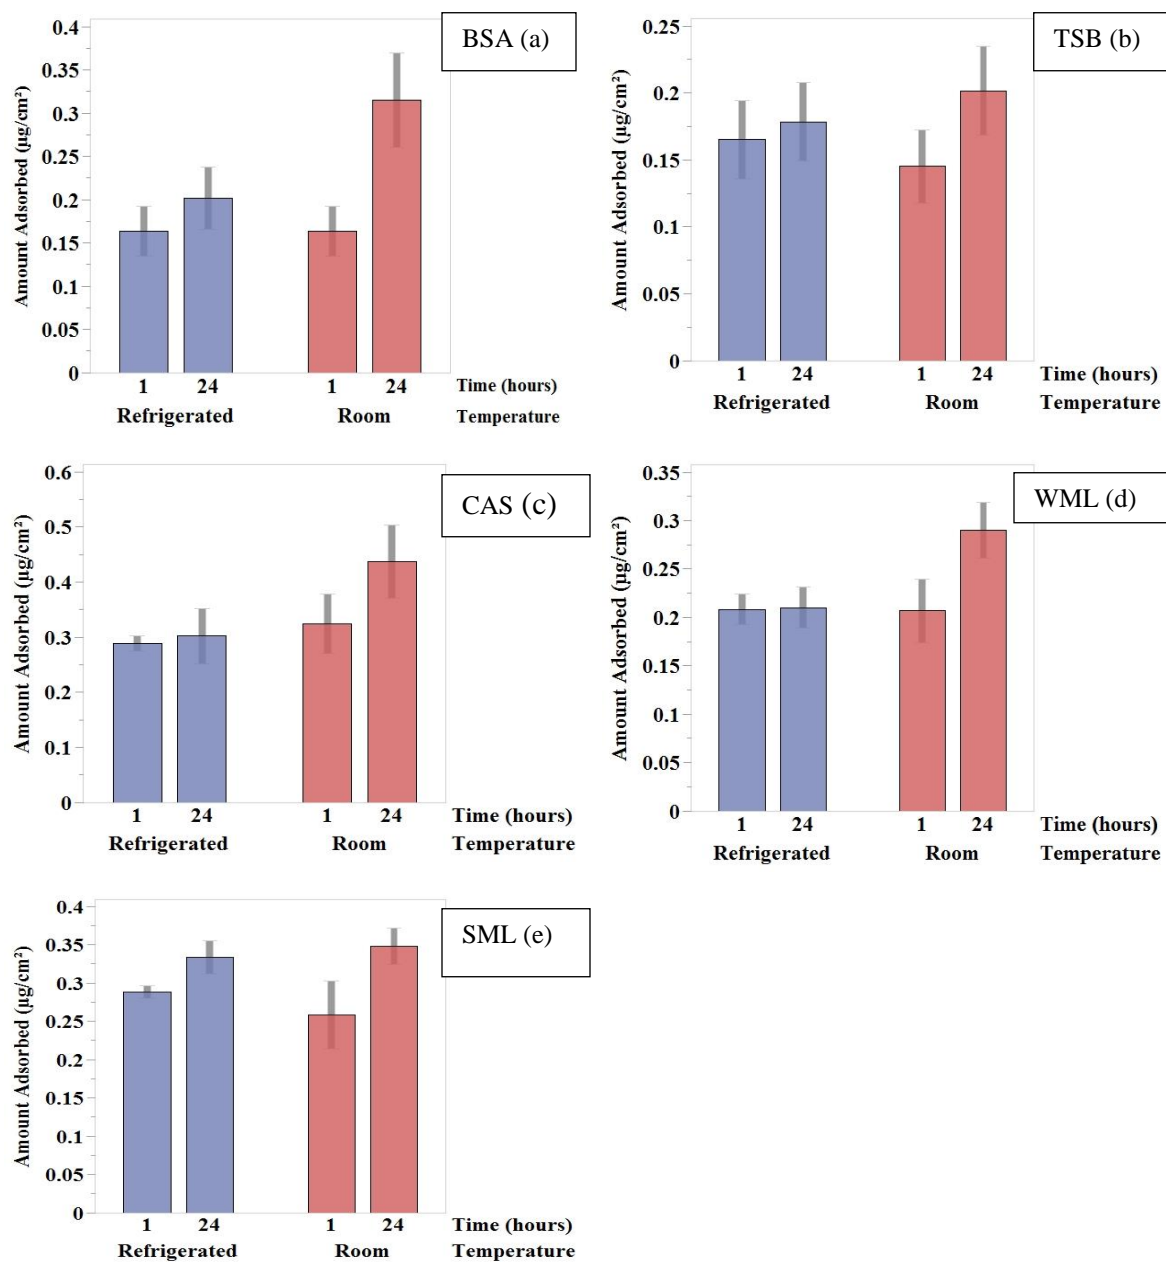 BSA (a)
Amount Adsorbed (µg/cm²)
0.4
0.35
0.3
0.25
0.2
0.15
0.1
0.05
0
1 24 1 24 Time (hours)
Refrigerated Room Temperature
TSB (b)
Amount Adsorbed (µg/cm²)
0.25
0.2
0.15
0.1
0.05
0
1 24 1 24 Time (hours)
Refrigerated Room Temperature
CAS (c)
Amount Adsorbed (µg/cm²)
0.6
0.5
0.4
0.3
0.2
0.1
0
1 24 1 24 Time (hours)
Refrigerated Room Temperature
WML (d)
Amount Adsorbed (µg/cm²)
0.35
0.3
0.25
0.2
0.15
0.1
0.05
0
1 24 1 24 Time (hours)
Refrigerated Room Temperature
SML (e)
Amount Adsorbed (µg/cm²)
0.4
0.35
0.3
0.25
0.2
0.15
0.1
0.05
0
1 24 1 24 Time (hours)
Refrigerated Room Temperature